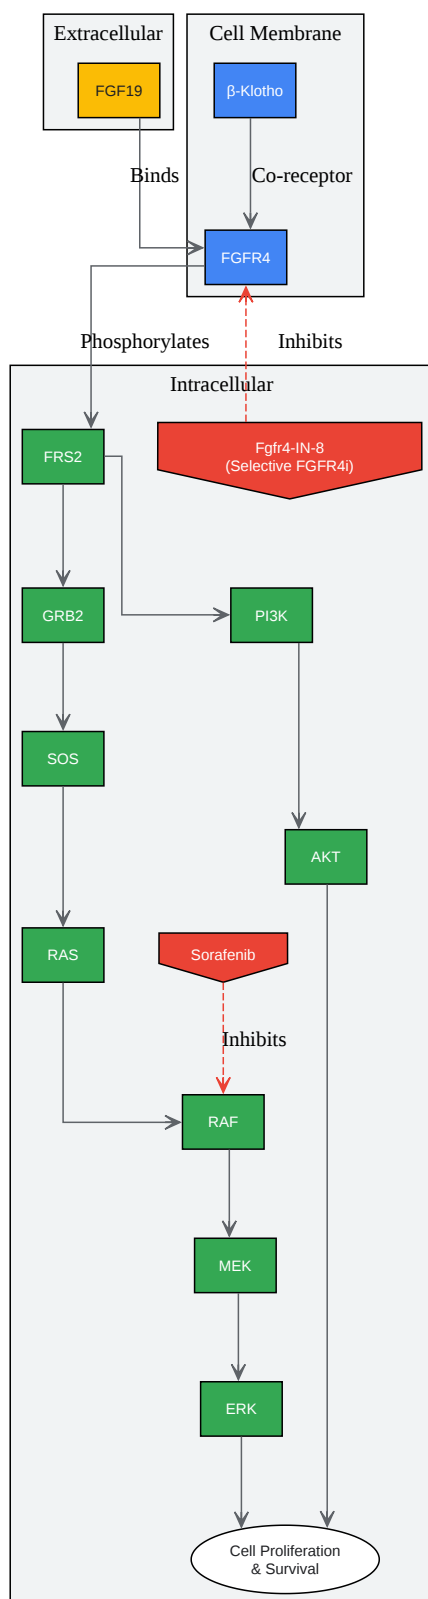 Extracellular
Cell Membrane
FGF19
β-Klotho
Binds
Co-receptor
FGFR4
Phosphorylates
Inhibits
Intracellular
FRS2
Fgfr4-IN-8
(Selective FGFR4i)
GRB2
PI3K
SOS
AKT
RAS
Sorafenib
Inhibits
RAF
MEK
ERK
Cell Proliferation
& Survival